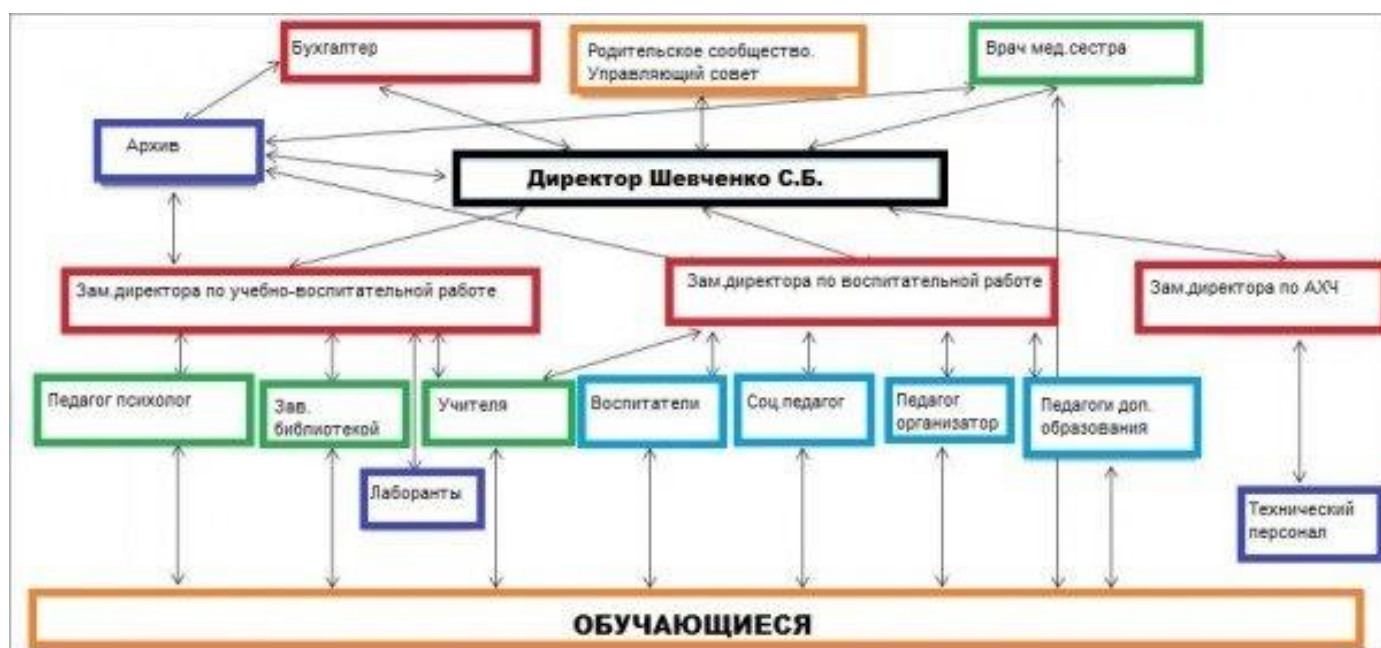 Бухгалтер
Родительское сообщество.
Управляющий совет
Врач мед.сестра
Архив
Директор Шевченко С.Б.
Зам.директора по учебно-воспитательной работе
Зам.директора по воспитательной работе
Зам.директора по АХЧ
Педагог психолог
Зав.
библиотекой
Учителя
Воспитатели
Соц.педагог
Педагог
организатор
Педагоги доп.
образования
Лаборанты
Технический
персонал
ОБУЧАЮЩИЕСЯ